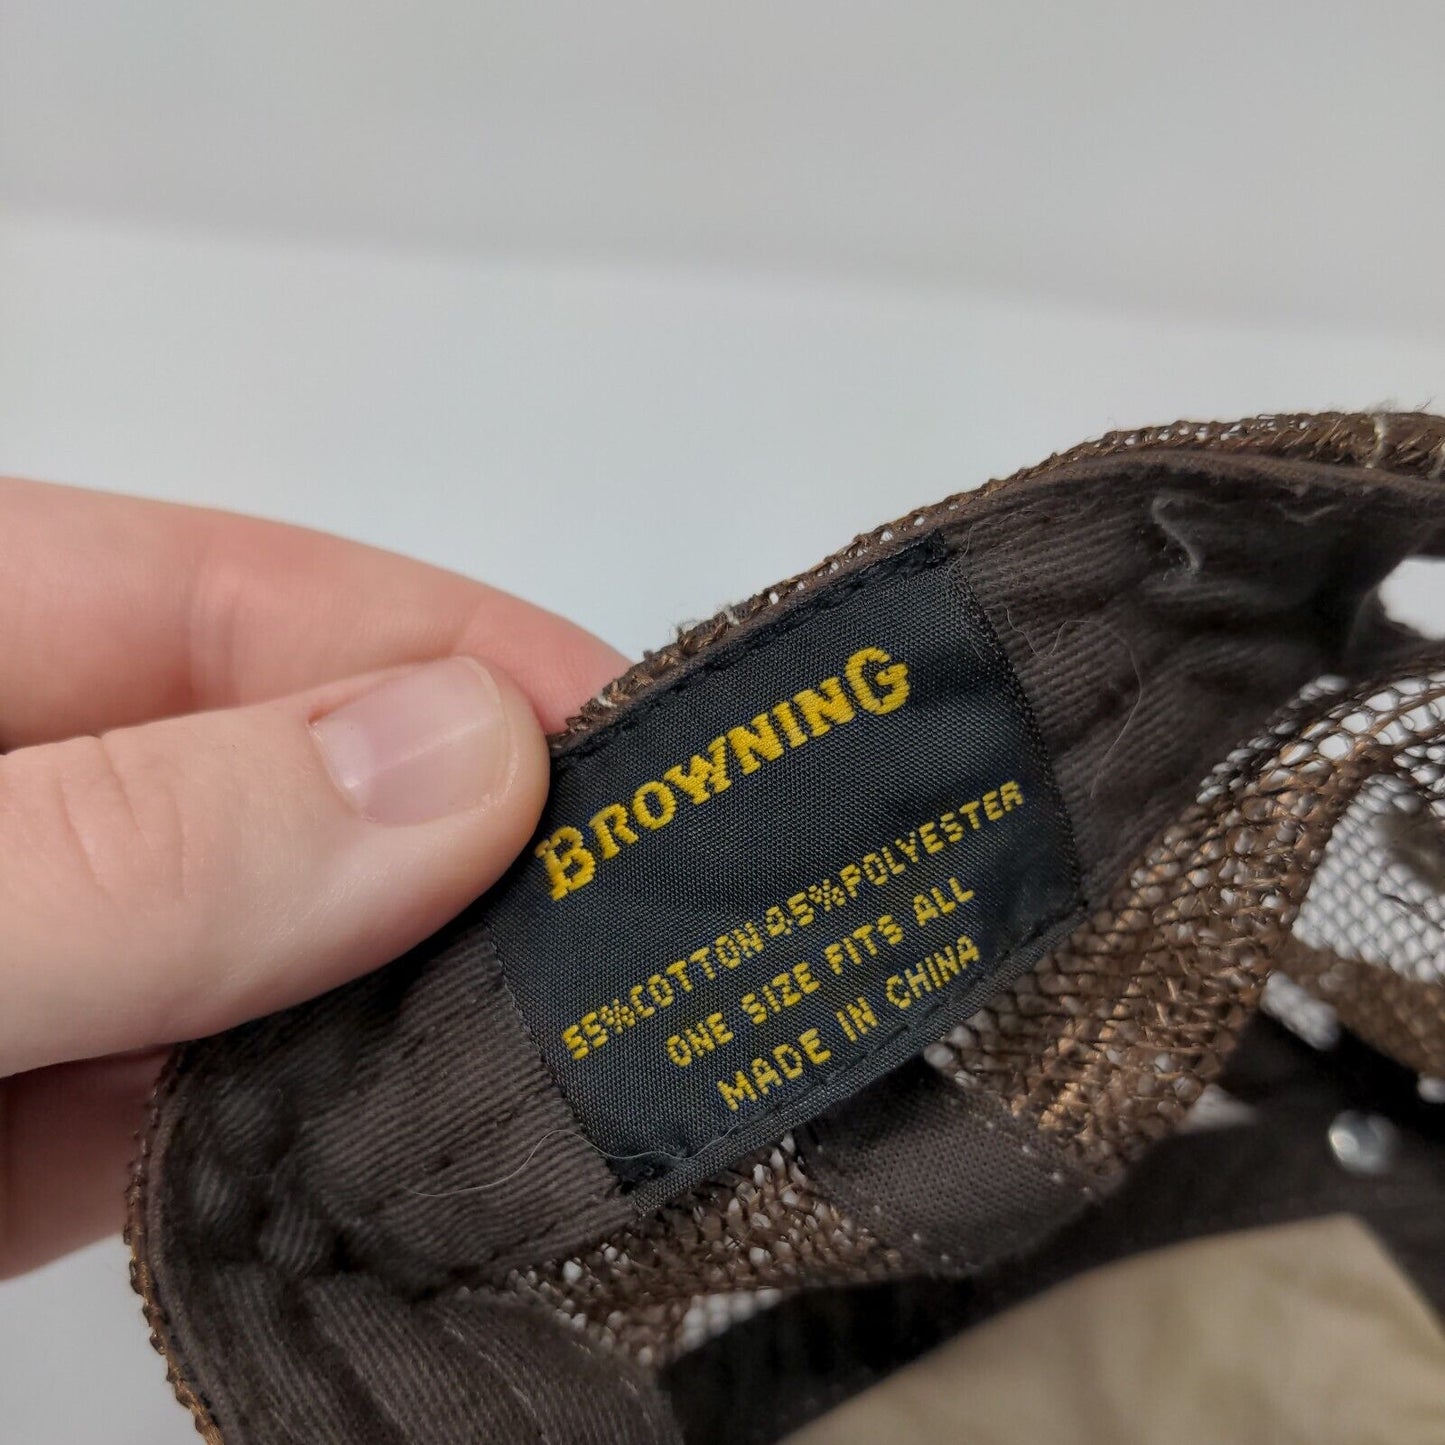 BROWNING
55%COTTON 45%POLYESTER
ONE SIZE FITS ALL
MADE IN CHINA